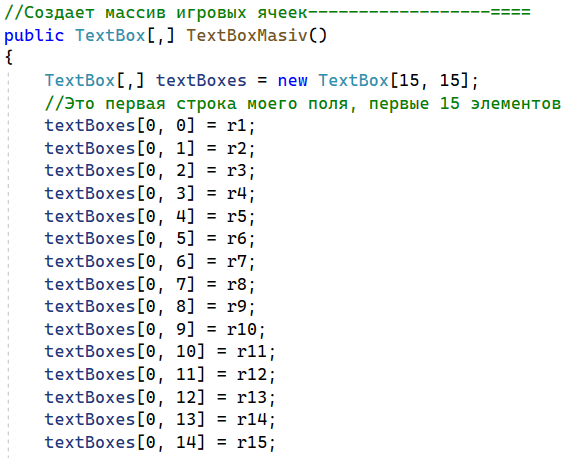 //Создает массив игровых ячеек------------------====
public TextBox[,] TextBoxMasiv()
{
TextBox[,] textBoxes = new TextBox[15, 15];
//Это первая строка моего поля, первые 15 элементов
textBoxes[0, 0] = r1;
textBoxes[0, 1] = r2;
textBoxes[0, 2] = r3;
textBoxes[0, 3] = r4;
textBoxes[0, 4] = r5;
textBoxes[0, 5] = r6;
textBoxes[0, 6] = r7;
textBoxes[0, 7] = r8;
textBoxes[0, 8] = r9;
textBoxes[0, 9] = r10;
textBoxes[0, 10] = r11;
textBoxes[0, 11] = r12;
textBoxes[0, 12] = r13;
textBoxes[0, 13] = r14;
textBoxes[0, 14] = r15;